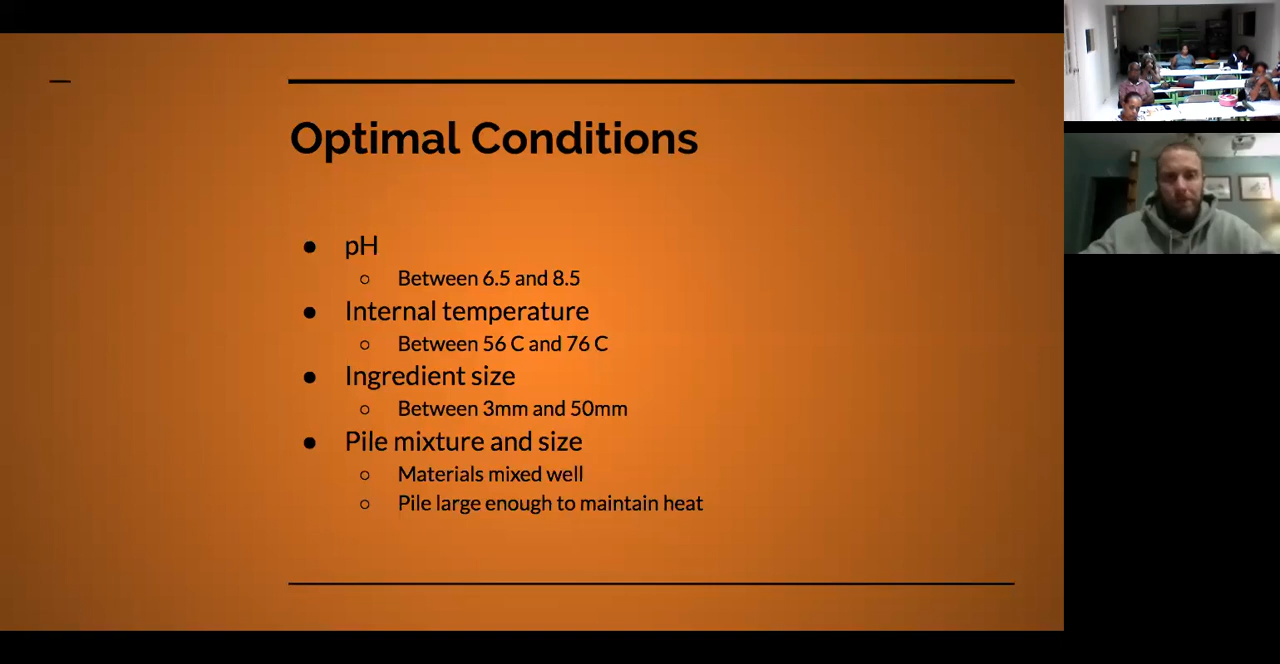 Optimal Conditions
● pH
○ Between 6.5 and 8.5
● Internal temperature
○ Between 56 C and 76 C
● Ingredient size
○ Between 3mm and 50mm
● Pile mixture and size
○ Materials mixed well
○ Pile large enough to maintain heat